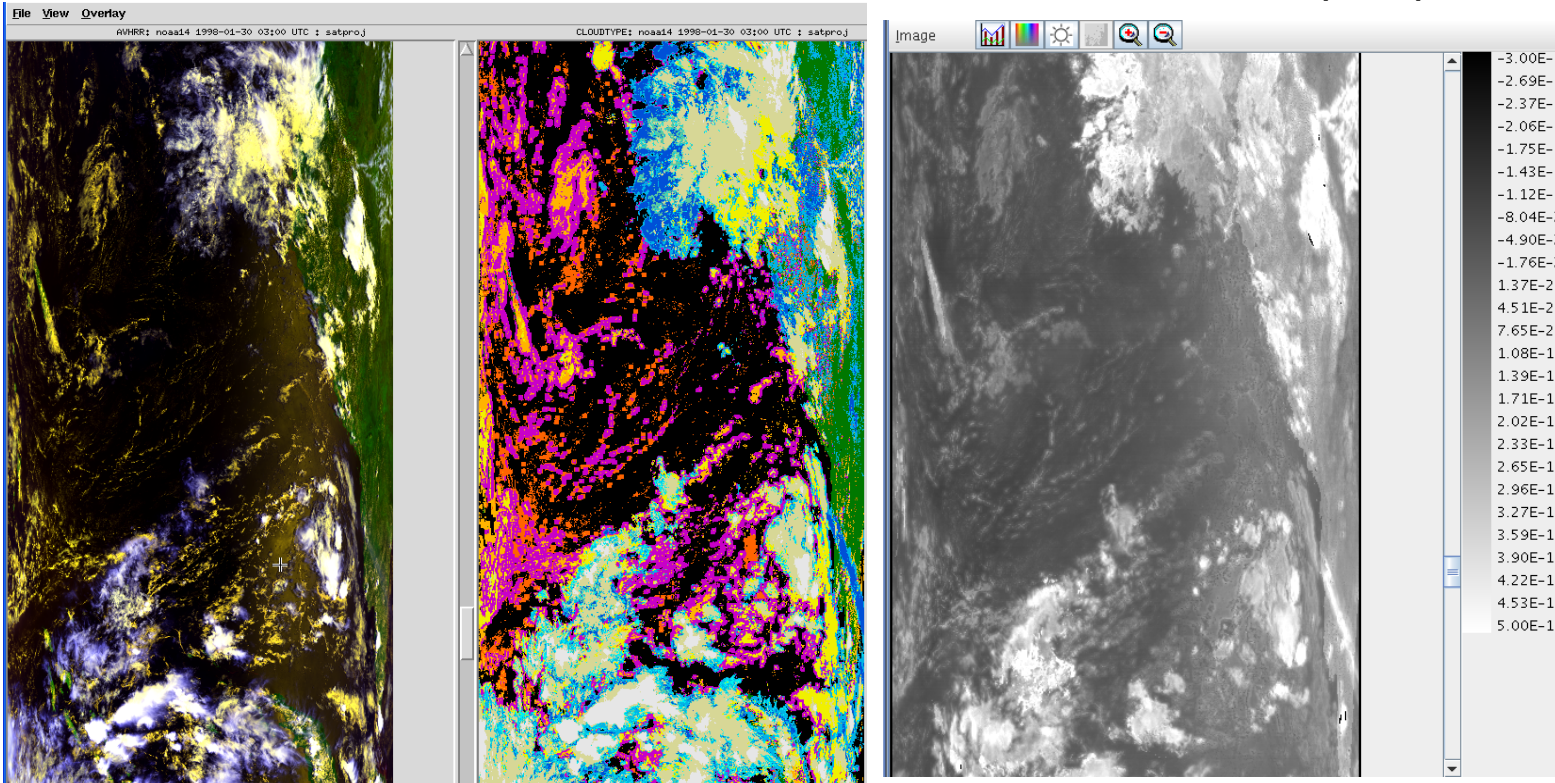 File View Overlay
AVHRR: noaa14 1998-01-30 03:00 UTC : satproj
CLOUDTYPE: noaa14 1998-01-30 03:00 UTC : satproj
Image
-3.00E-
-2.69E-
-2.37E-
-2.06E-
-1.75E-
-1.43E-
-1.12E-
-8.04E-
-4.90E-
-1.76E-
1.37E-2
4.51E-2
7.65E-2
1.08E-1
1.39E-1
1.71E-1
2.02E-1
2.33E-1
2.65E-1
2.96E-1
3.27E-1
3.59E-1
3.90E-1
4.22E-1
4.53E-1
5.00E-1